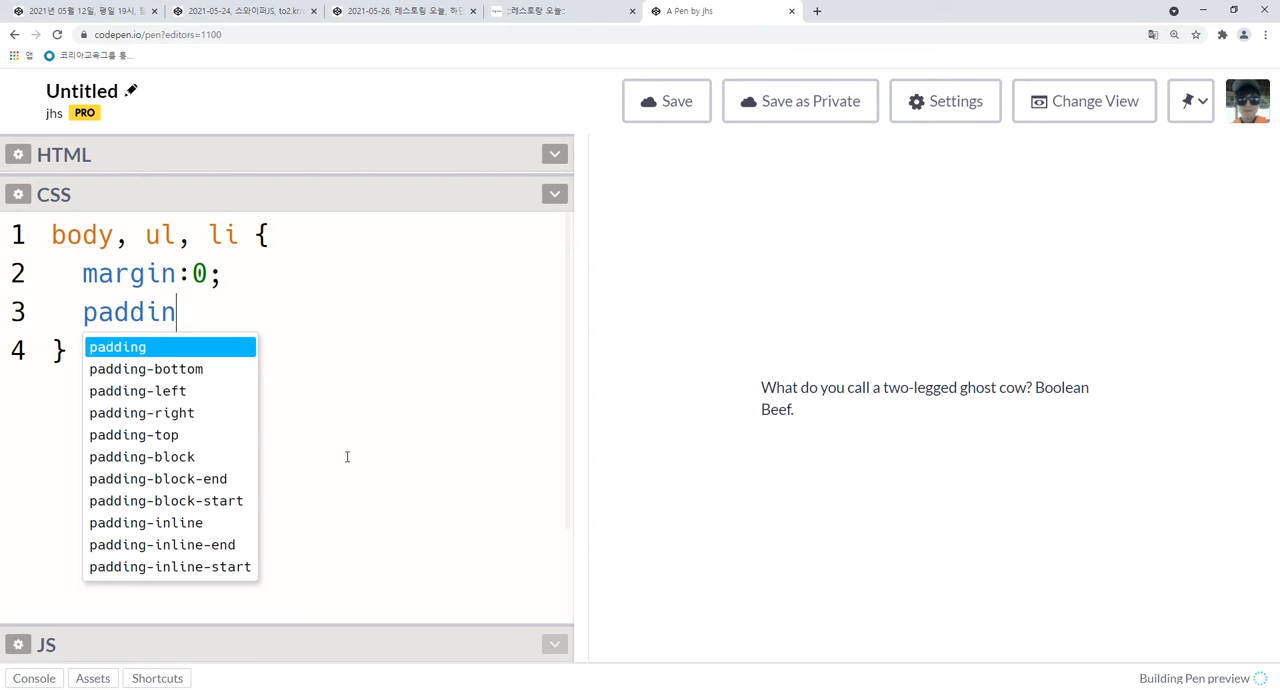 2021년 05월 12일, 평일 19시,
2021-05-24, 스와이퍼JS, to2.kr/
2021-05-26, 레스토링 오늘, 하단
::레스토랑 오늘::
A Pen by jhs
codepen.io/pen?editors=1100
앱 코리아교육그룹 통...
Untitled
jhs PRO
Save
Save as Private
Settings
Change View
HTML
CSS
1 body, ul, li {
2 margin:0;
3 paddin
4 }
padding
padding-bottom
padding-left
padding-right
padding-top
padding-block
padding-block-end
padding-block-start
padding-inline
padding-inline-end
padding-inline-start
What do you call a two-legged ghost cow? Boolean
Beef.
JS
Console
Assets
Shortcuts
Building Pen preview